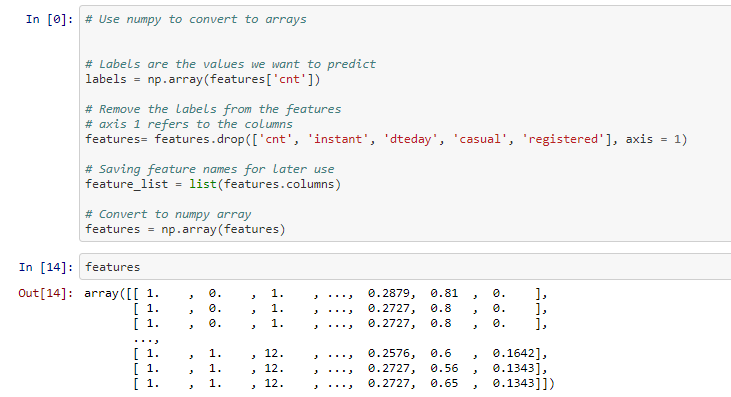 In [0]: # Use numpy to convert to arrays
# Labels are the values we want to predict
labels = np.array(features['cnt'])
# Remove the labels from the features
# axis 1 refers to the columns
features= features.drop(['cnt', 'instant', 'dteday', 'casual', 'registered'], axis = 1)
# Saving feature names for later use
feature_list = list(features.columns)
# Convert to numpy array
features = np.array(features)
In [14]: features
Out[14]: array([[ 1. , 0. , 1. , ..., 0.2879, 0.81 , 0. ],
[ 1. , 0. , 1. , ..., 0.2727, 0.8 , 0. ],
[ 1. , 0. , 1. , ..., 0.2727, 0.8 , 0. ],
...,
[ 1. , 1. , 12. , ..., 0.2576, 0.6 , 0.1642],
[ 1. , 1. , 12. , ..., 0.2727, 0.56 , 0.1343],
[ 1. , 1. , 12. , ..., 0.2727, 0.65 , 0.1343]])